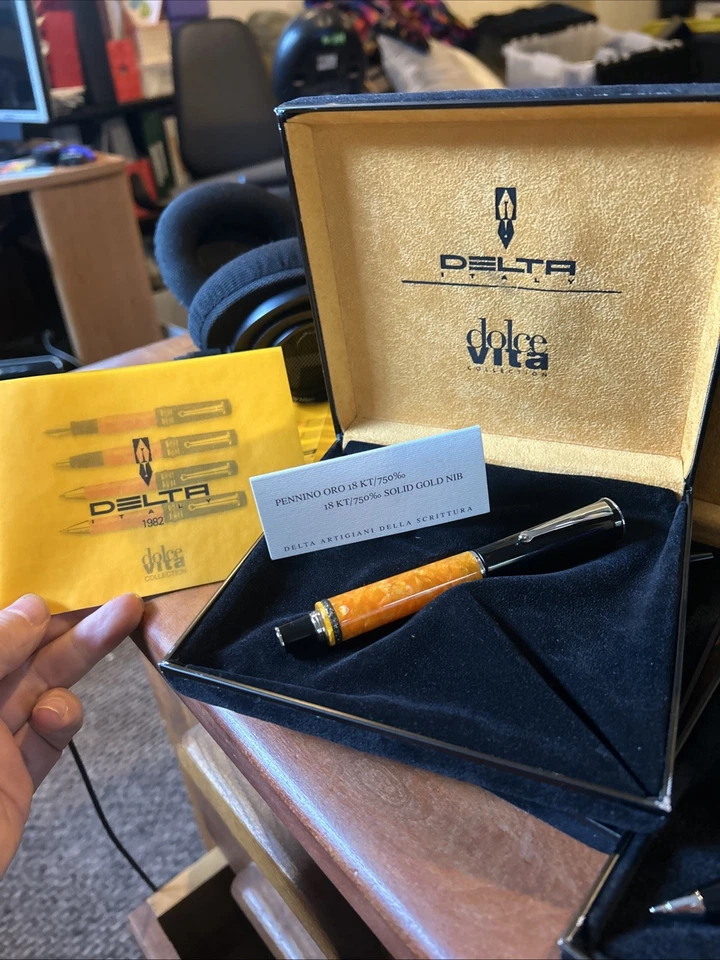 DELTA
ITALY
dolce
vita
COLLECTION
PENNINO ORO 18 KT/750‰
18 KT/750‰ SOLID GOLD NIB
DELTA ARTIGIANI DELLA SCRITTURA
DELTA
ITALY
1982
dolce
vita
COLLECTION